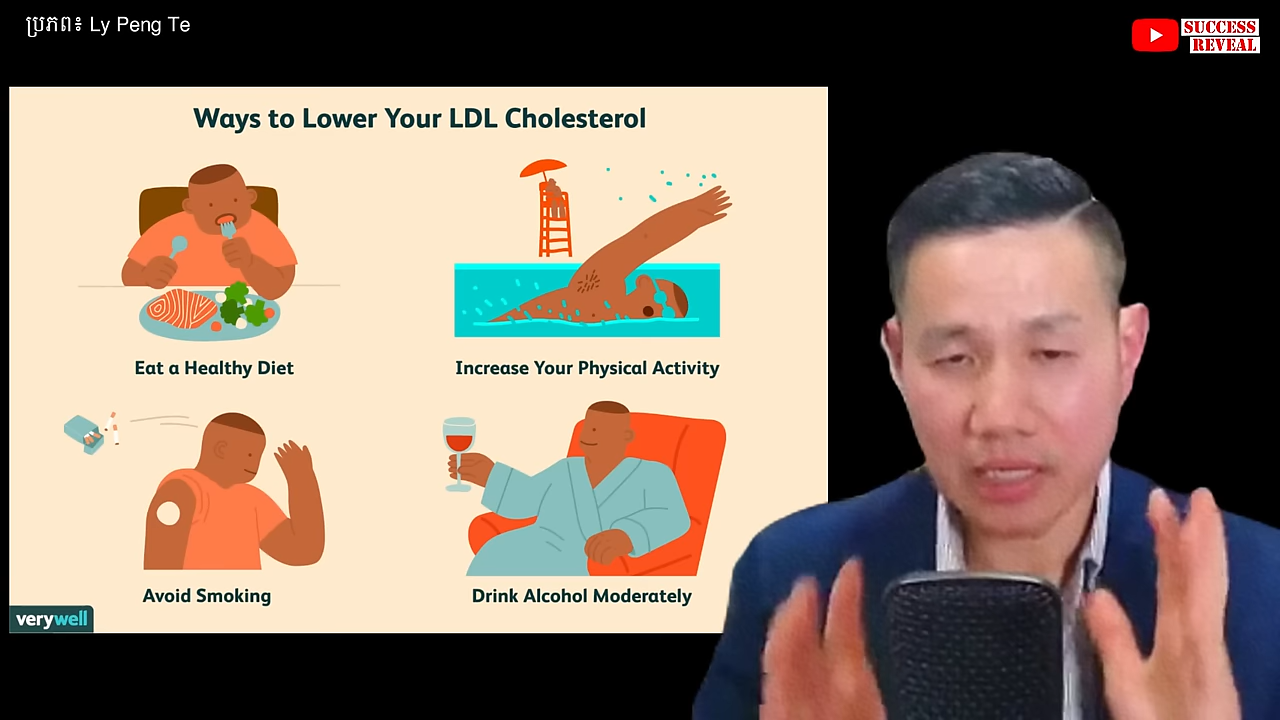 ប្រភព៖ Ly Peng Te
SUCCESS
REVEAL
Ways to Lower Your LDL Cholesterol
Eat a Healthy Diet
Increase Your Physical Activity
Avoid Smoking
Drink Alcohol Moderately
verywell